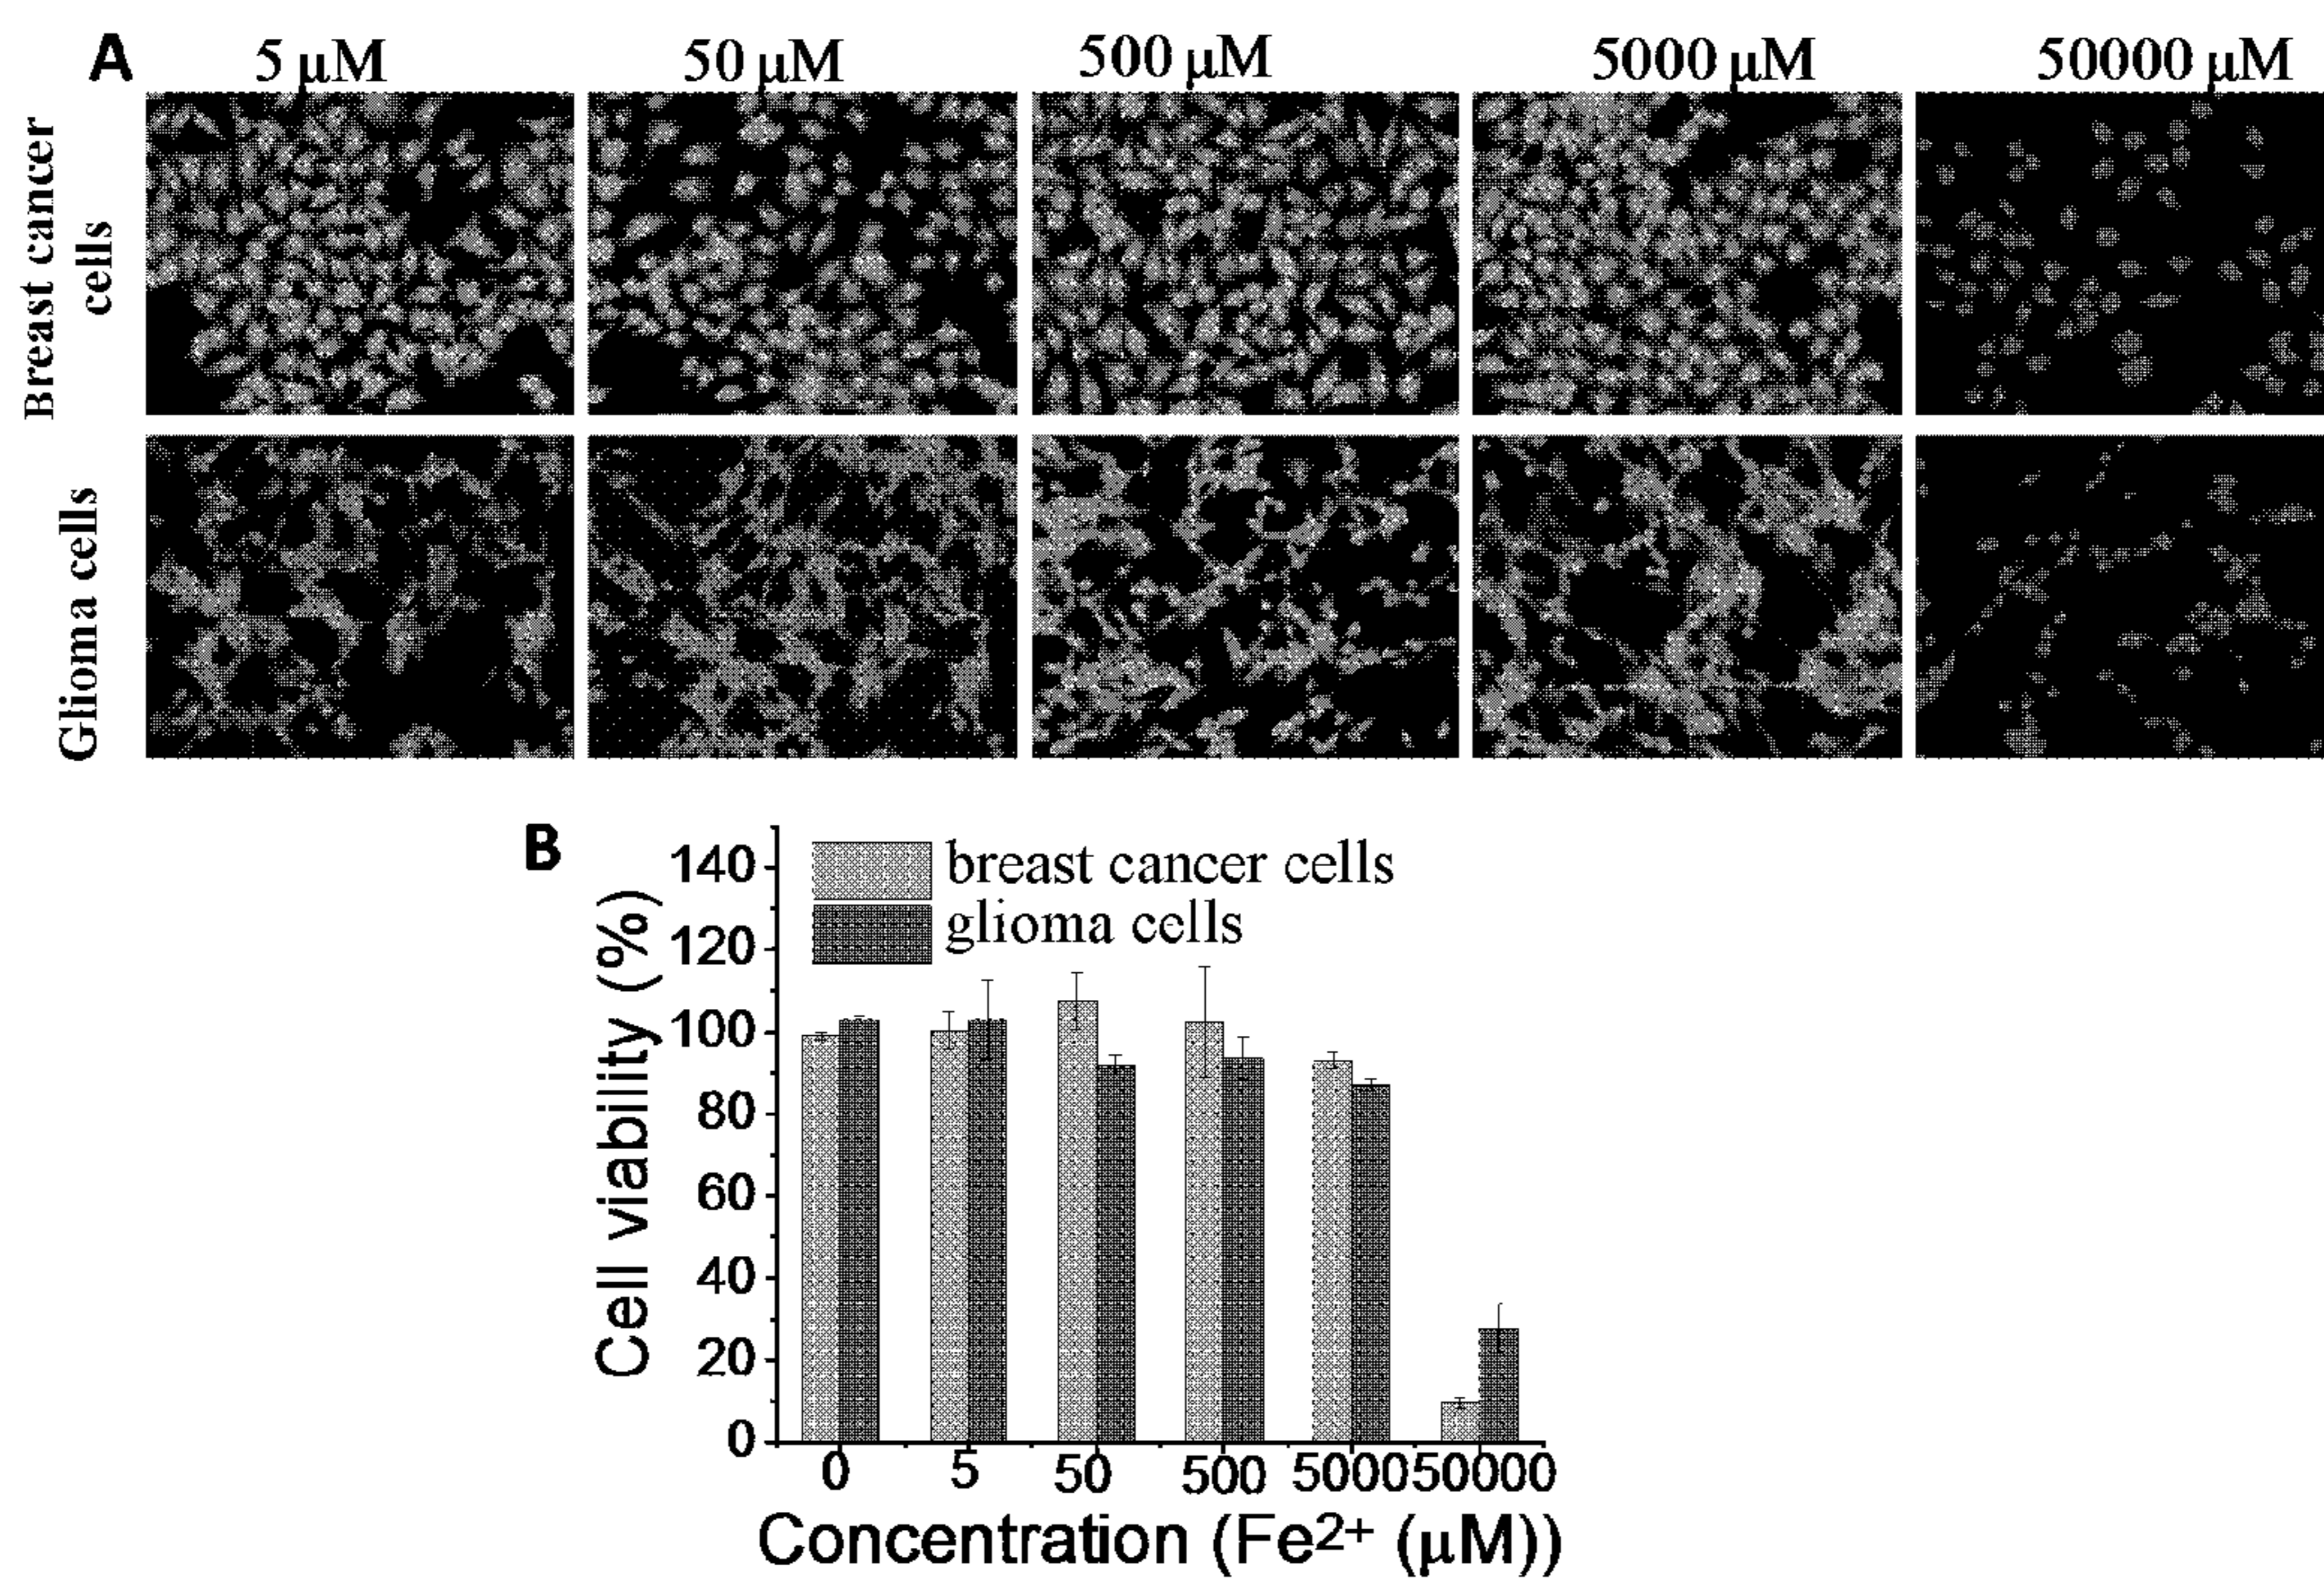 A
5 μM 50 μM 500 μM 5000 μM 50000 μM
Breast cancer
cells
Glioma cells
B
breast cancer cells
glioma cells
Cell viability (%)
140
120
100
80
60
40
20
0
0 5 50 500 5000 50000
Concentration (Fe2+ (μM))